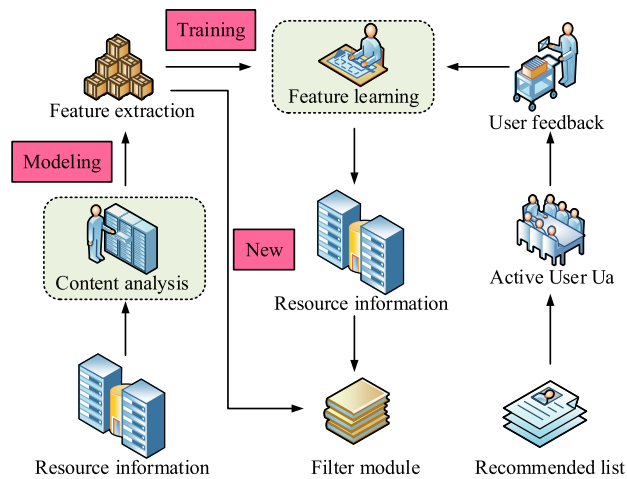 Training
Feature extraction
Feature learning
User feedback
Modeling
New
Content analysis
Active User Ua
Resource information
Resource information
Filter module
Recommended list